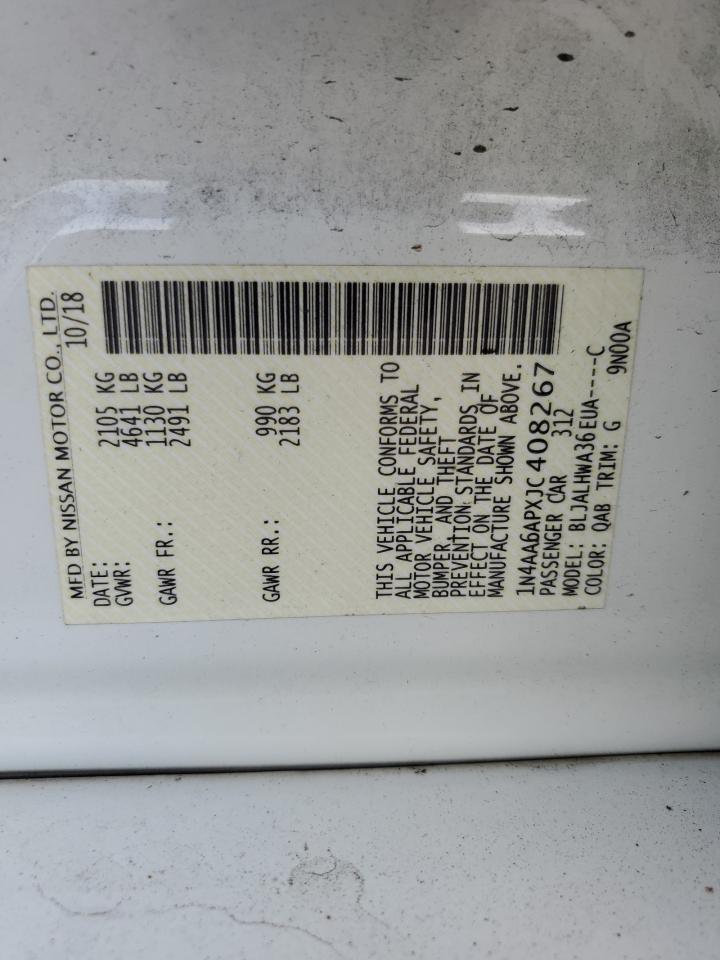 MFD BY NISSAN MOTOR CO., LTD.
DATE: 10/18
GVWR: 2105 KG
4641 LB
GAWR FR.: 1130 KG
2491 LB
GAWR RR.: 990 KG
2183 LB
THIS VEHICLE CONFORMS TO
ALL APPLICABLE FEDERAL
MOTOR VEHICLE SAFETY,
BUMPER, AND THEFT
PREVENTION STANDARDS IN
EFFECT ON THE DATE OF
MANUFACTURE SHOWN ABOVE.
1N4AA6APXJC408267
PASSENGER CAR 312
MODEL: BLJALHWA36EUA----C
COLOR: QAB TRIM: G 9N00A